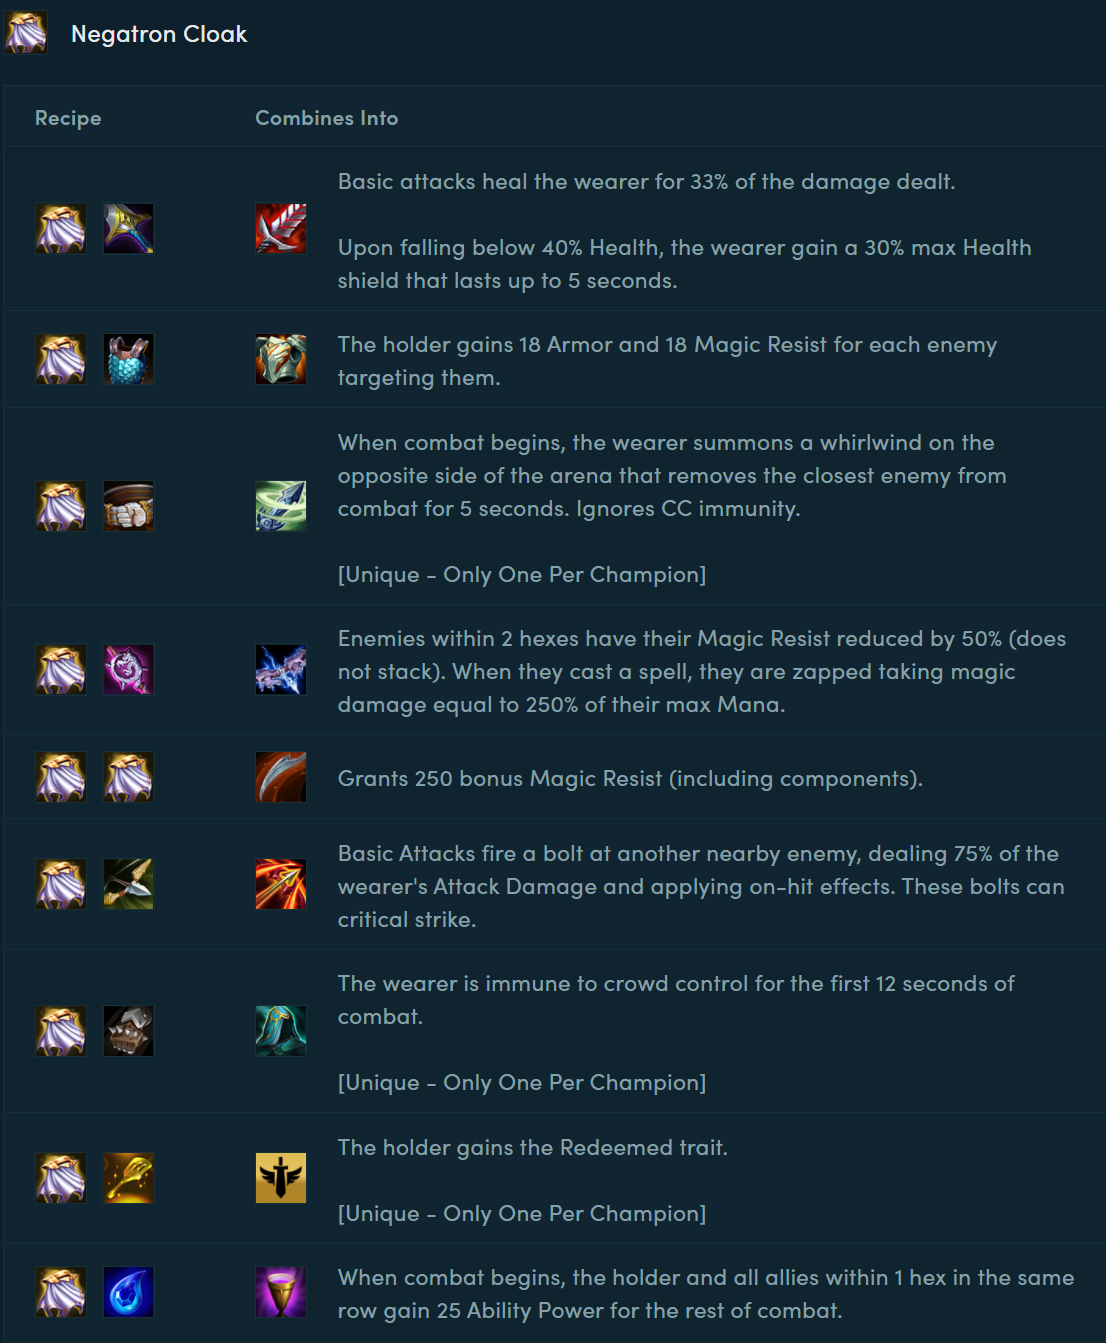 Negatron Cloak
Recipe
Combines Into
Basic attacks heal the wearer for 33% of the damage dealt.
Upon falling below 40% Health, the wearer gain a 30% max Health
shield that lasts up to 5 seconds.
The holder gains 18 Armor and 18 Magic Resist for each enemy
targeting them.
When combat begins, the wearer summons a whirlwind on the
opposite side of the arena that removes the closest enemy from
combat for 5 seconds. Ignores CC immunity.
[Unique - Only One Per Champion]
Enemies within 2 hexes have their Magic Resist reduced by 50% (does
not stack). When they cast a spell, they are zapped taking magic
damage equal to 250% of their max Mana.
Grants 250 bonus Magic Resist (including components).
Basic Attacks fire a bolt at another nearby enemy, dealing 75% of the
wearer's Attack Damage and applying on-hit effects. These bolts can
critical strike.
The wearer is immune to crowd control for the first 12 seconds of
combat.
[Unique - Only One Per Champion]
The holder gains the Redeemed trait.
[Unique - Only One Per Champion]
When combat begins, the holder and all allies within 1 hex in the same
row gain 25 Ability Power for the rest of combat.